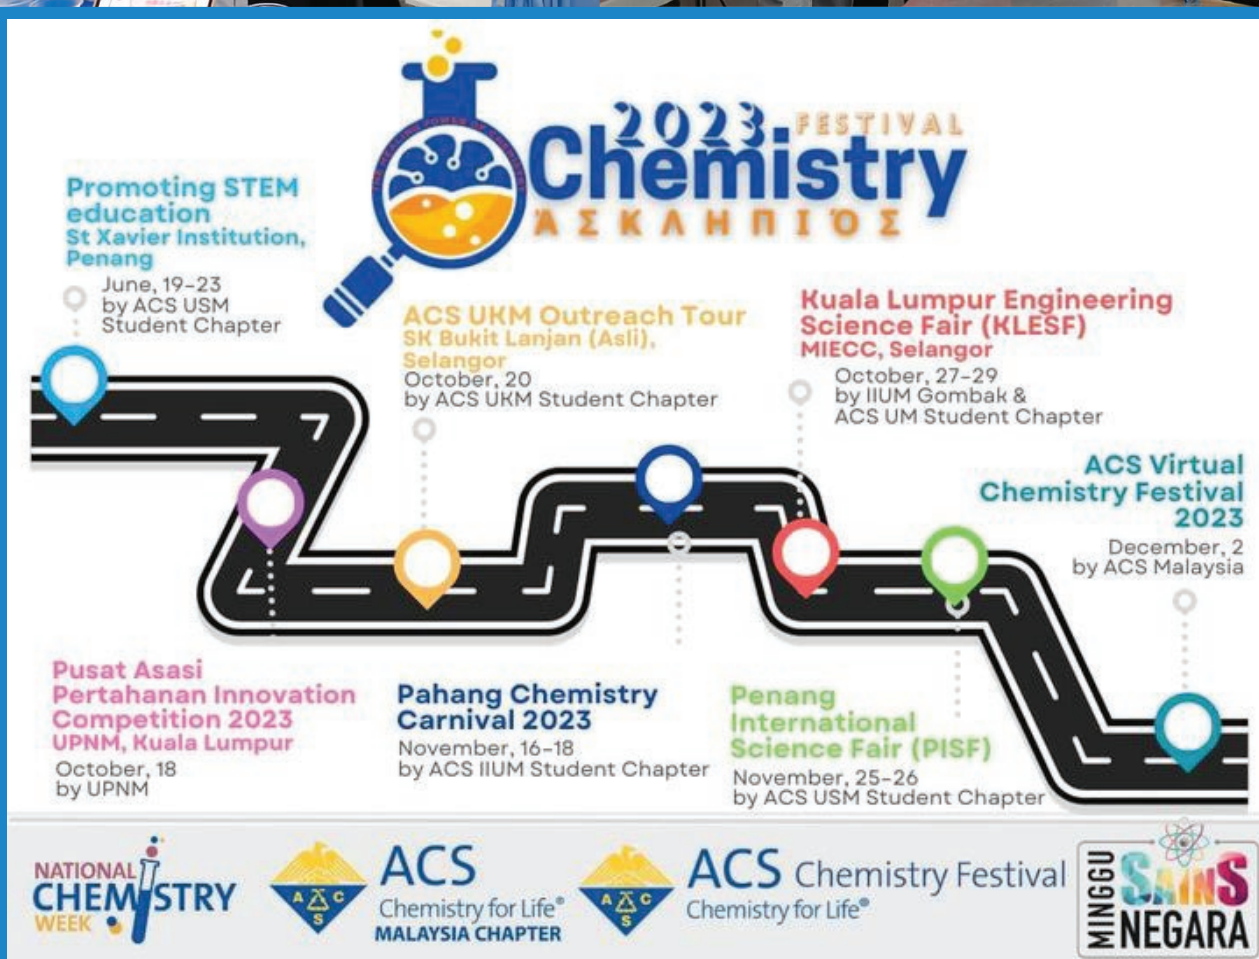 2023 FESTIVAL
Chemistry
ἈΣΚΛΗΠΙΌΣ
THE HEALING POWER OF CHEMISTRY
Promoting STEM
education
St Xavier Institution,
Penang
June, 19-23
by ACS USM
Student Chapter
ACS UKM Outreach Tour
SK Bukit Lanjan (Asli),
Selangor
October, 20
by ACS UKM Student Chapter
Kuala Lumpur Engineering
Science Fair (KLESF)
MIECC, Selangor
October, 27-29
by IIUM Gombak &
ACS UM Student Chapter
ACS Virtual
Chemistry Festival
2023
December, 2
by ACS Malaysia
Pusat Asasi
Pertahanan Innovation
Competition 2023
UPNM, Kuala Lumpur
October, 18
by UPNM
Pahang Chemistry
Carnival 2023
November, 16-18
by ACS IIUM Student Chapter
Penang
International
Science Fair (PISF)
November, 25-26
by ACS USM Student Chapter
NATIONAL
CHEMISTRY
WEEK
A C S
ACS
Chemistry for Life®
MALAYSIA CHAPTER
A C S
ACS Chemistry Festival
Chemistry for Life®
MINGGU
SAINS
NEGARA